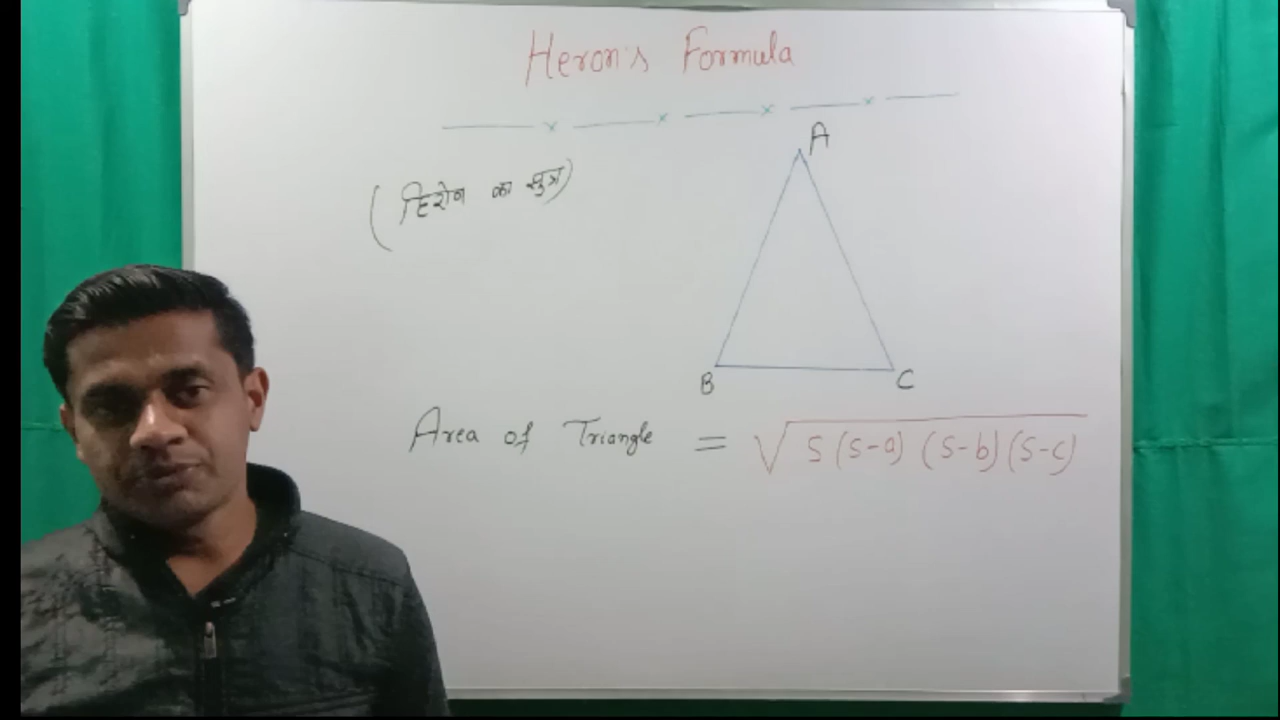 Heron's Formula
(हिरोन का सुत्र)
A
B C
Area of Triangle = √S(S-a)(S-b)(S-c)